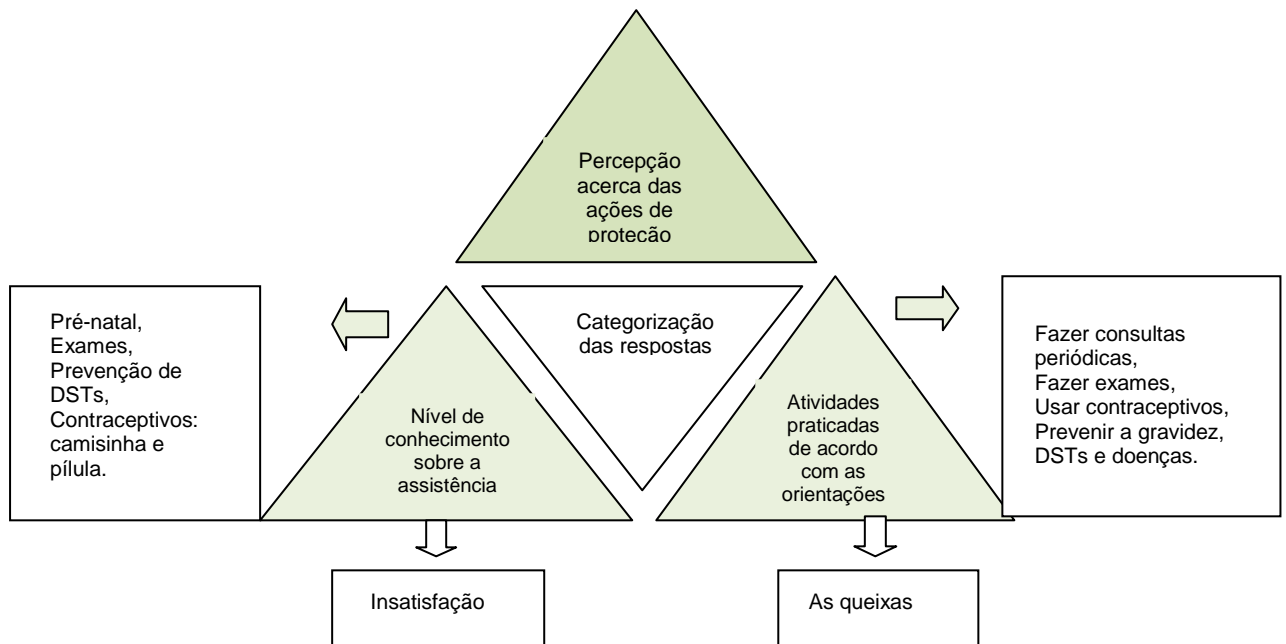 Percepção
acerca das
ações de
proteção
Categorização
das respostas
Pré-natal,
Exames,
Prevenção de
DSTs,
Contraceptivos:
camisinha e
pílula.
Nível de
conhecimento
sobre a
assistência
Atividades
praticadas
de acordo
com as
orientações
Fazer consultas
periódicas,
Fazer exames,
Usar contraceptivos,
Prevenir a gravidez,
DSTs e doenças.
Insatisfação
As queixas